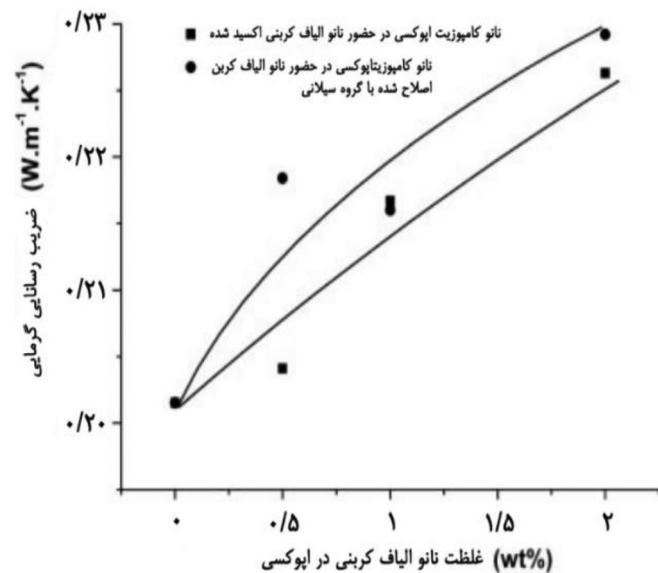 نانو کامپوزیت اپوکسی در حضور نانو الیاف کربنی اکسید شده
نانو کامپوزیتاپوکسی در حضور نانو الیاف کربن
اصلاح شده با گروه سیلانی
ضریب رسانایی گرمایی (W.m⁻¹.K⁻¹)
۰/۲۳
۰/۲۲
۰/۲۱
۰/۲۰
۰ ۰/۵ ۱ ۱/۵ ۲
غلظت نانو الیاف کربنی در اپوکسی (wt%)